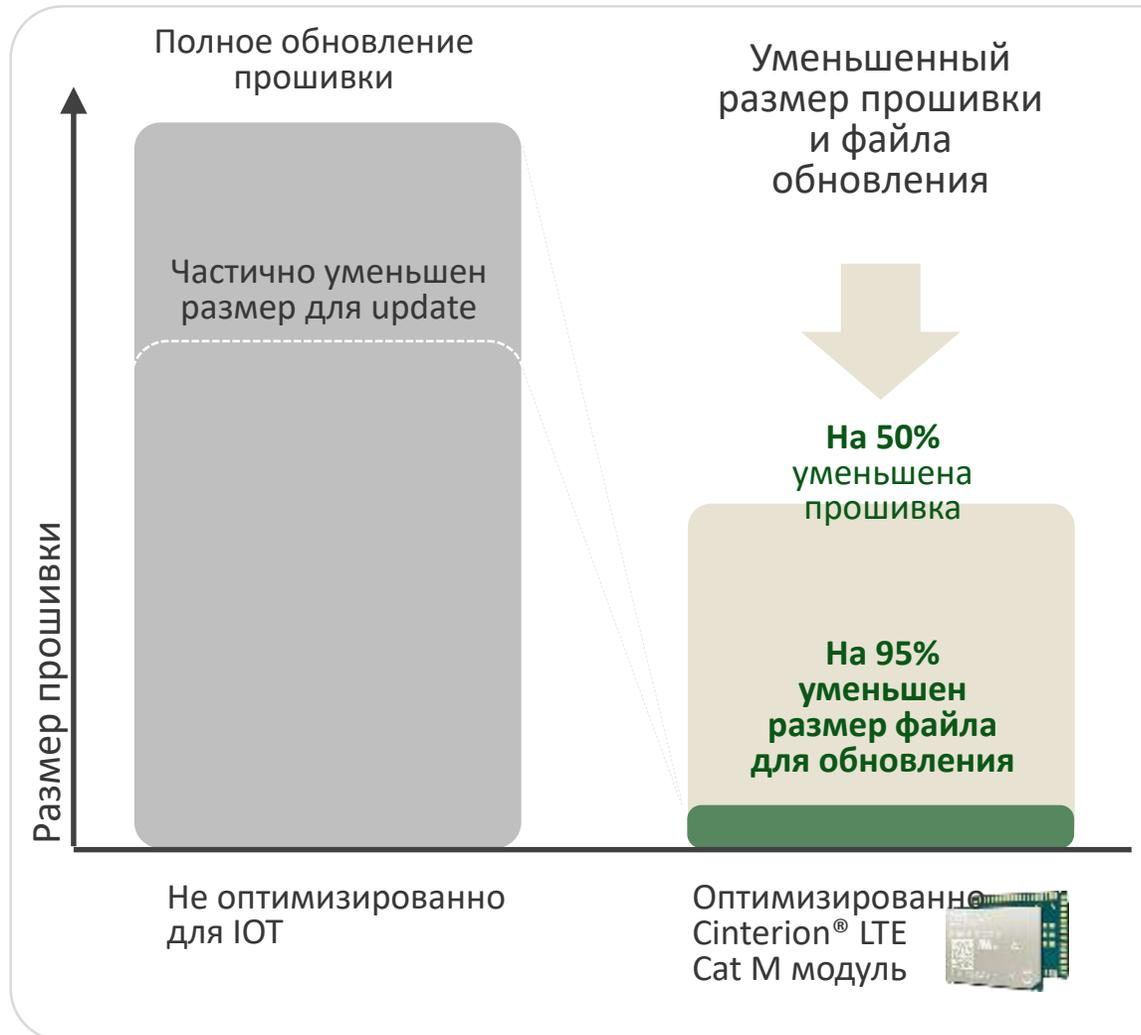 Полное обновление
прошивки
Уменьшенный
размер прошивки
и файла
обновления
Частично уменьшен
размер для update
На 50%
уменьшена
прошивка
На 95%
уменьшен
размер файла
для обновления
Размер прошивки
Не оптимизированно
для IOT
Оптимизированно
Cinterion® LTE
Cat M модуль